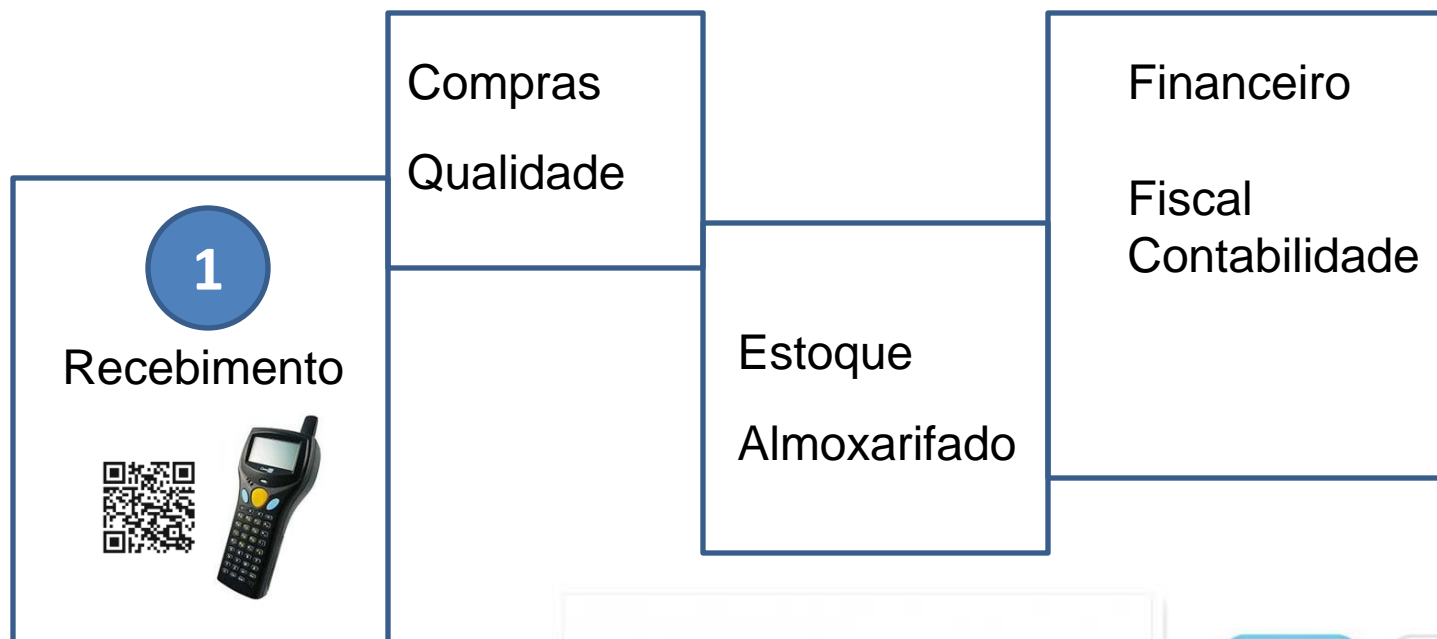 1
Recebimento
Compras
Qualidade
Estoque
Almoxarifado
Financeiro
Fiscal
Contabilidade